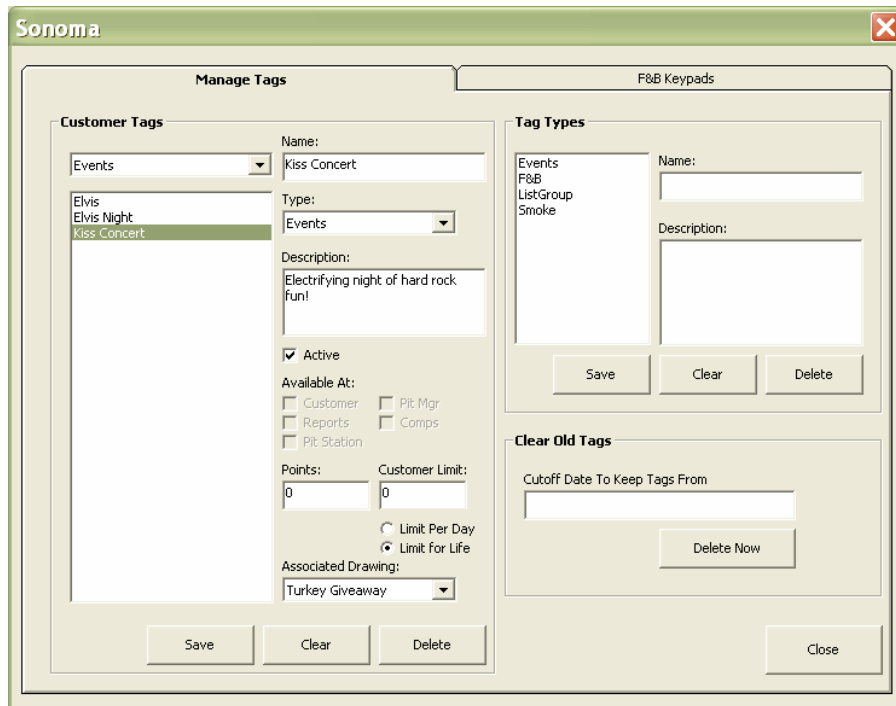 Sonoma
Manage Tags
F&B Keypads
Customer Tags
Events
Elvis
Elvis Night
Kiss Concert
Name:
Kiss Concert
Type:
Events
Description:
Electrifying night of hard rock
fun!
Active
Available At:
Customer Pit Mgr
Reports Comps
Pit Station
Points: Customer Limit:
0 0
Limit Per Day
Limit for Life
Associated Drawing:
Turkey Giveaway
Save Clear Delete
Tag Types
Events
F&B
ListGroup
Smoke
Name:
Description:
Save Clear Delete
Clear Old Tags
Cutoff Date To Keep Tags From
Delete Now
Close